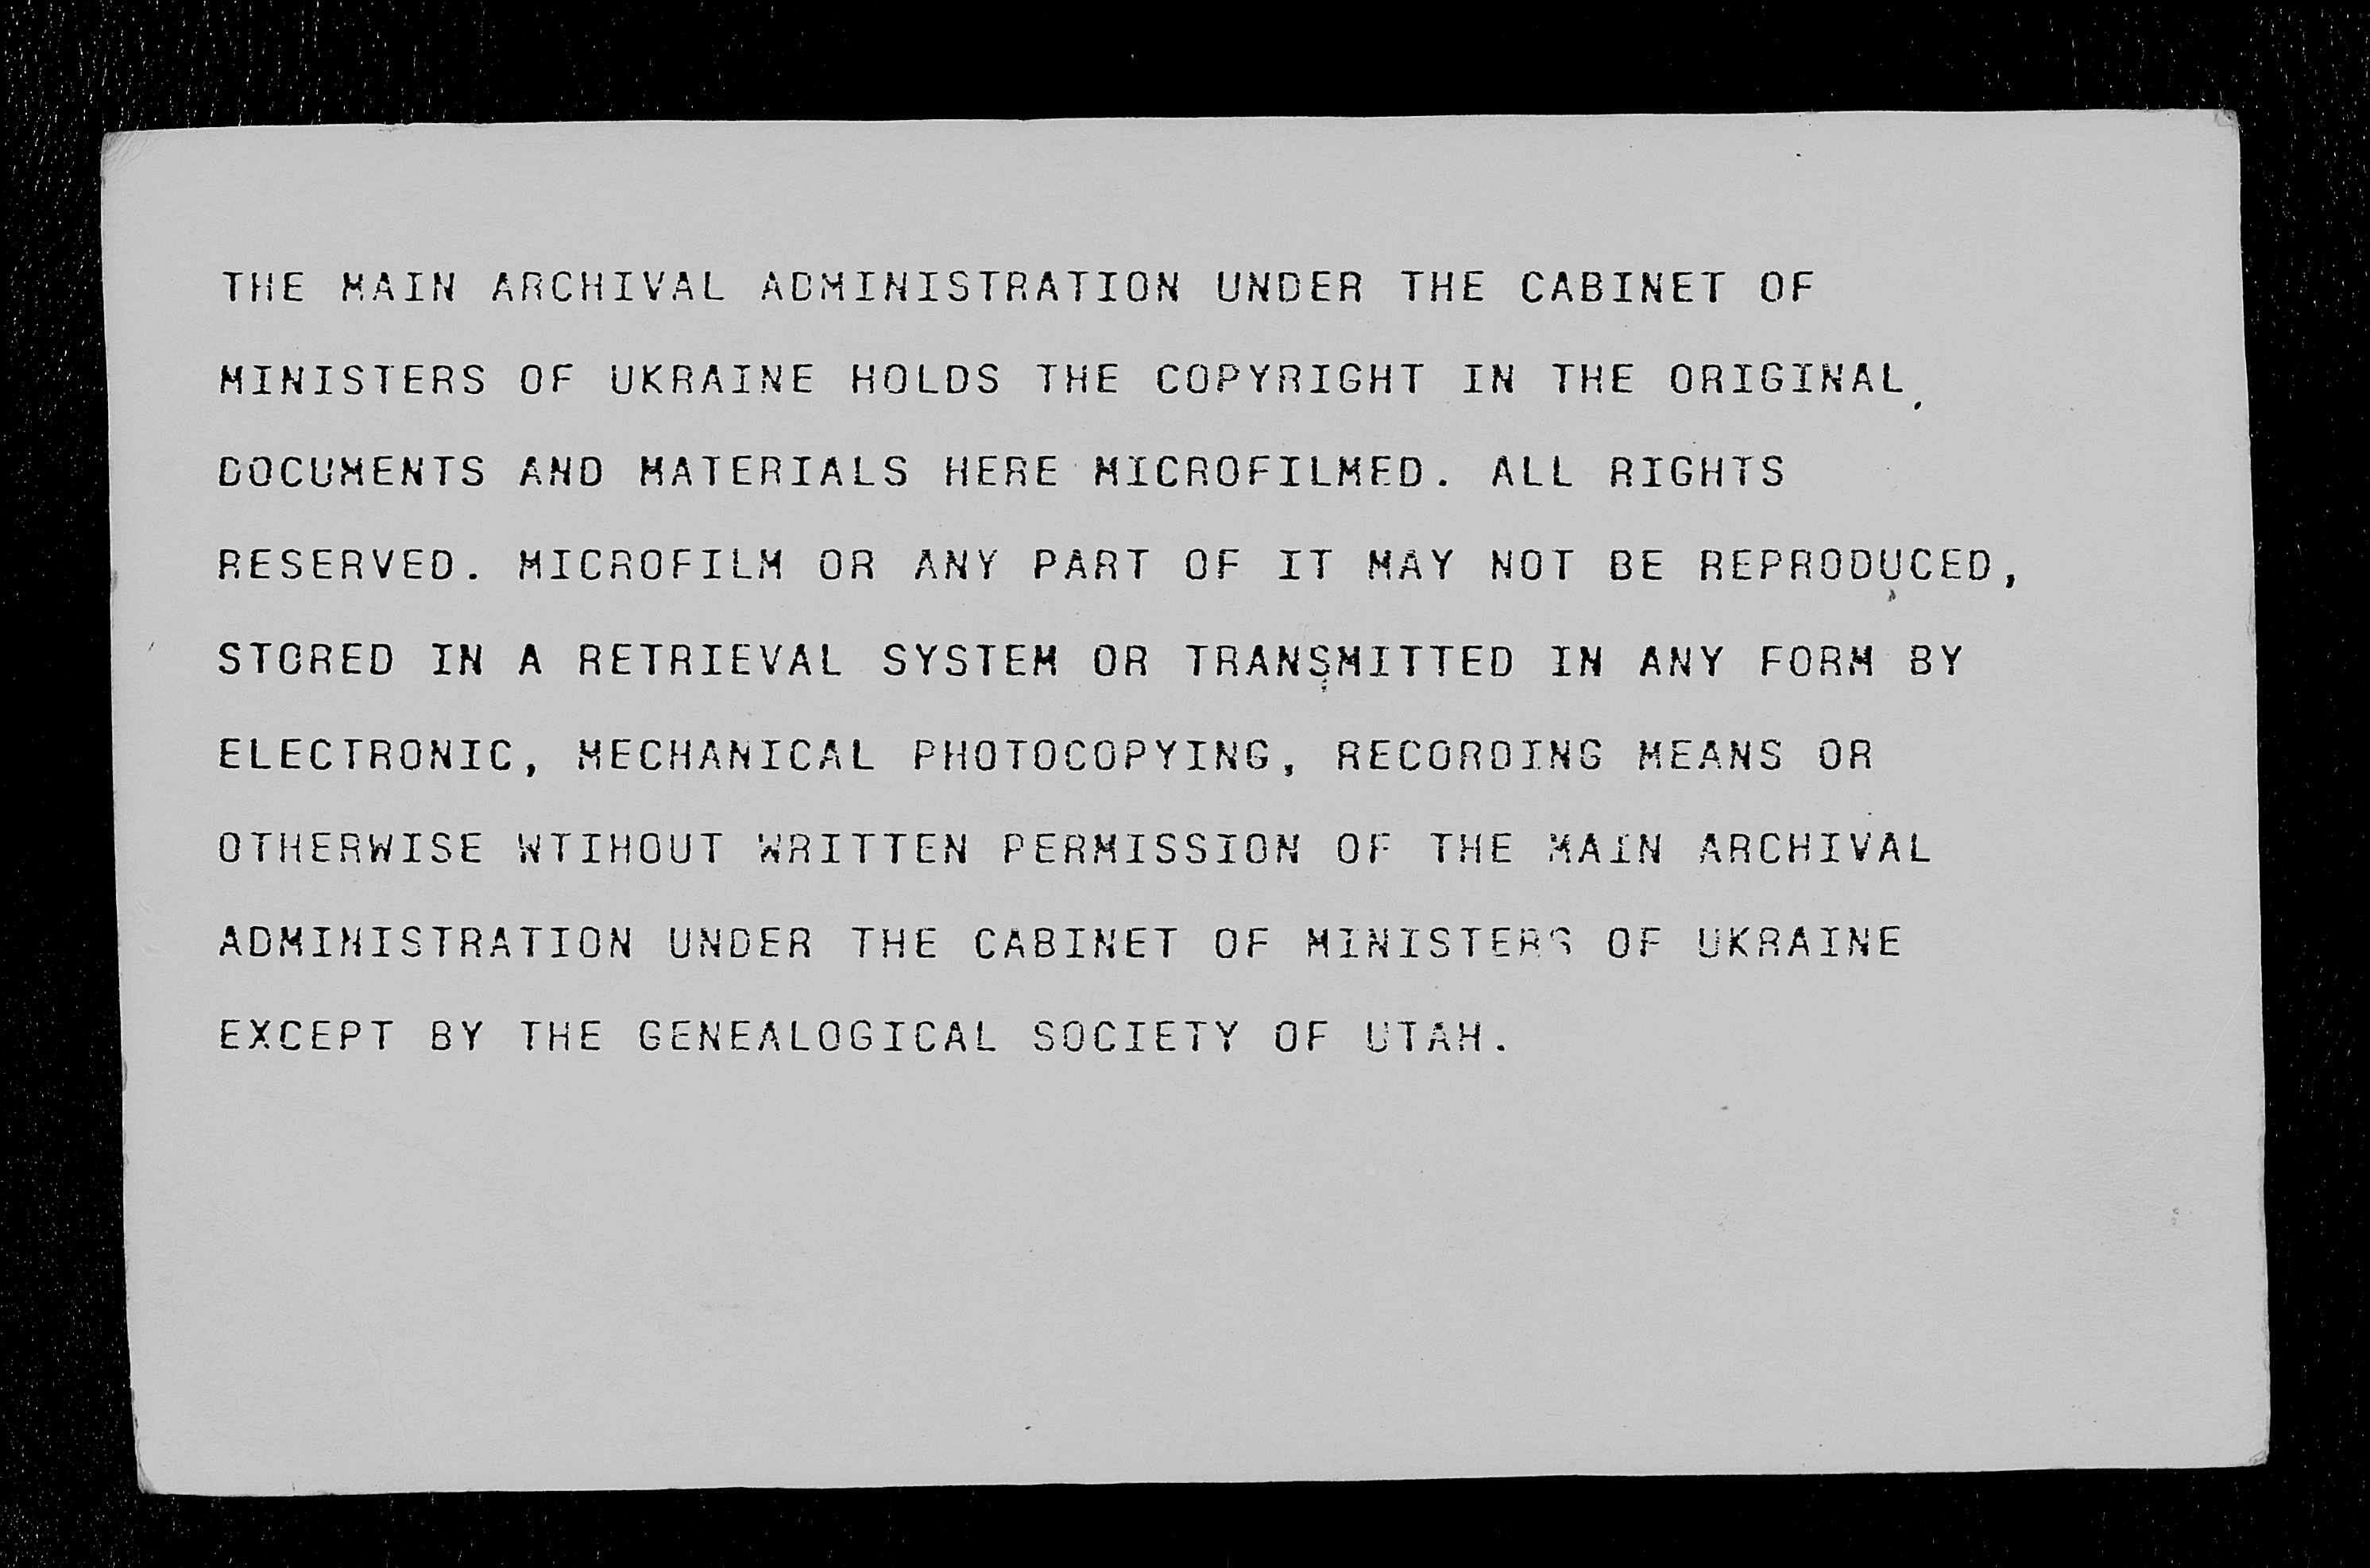 THE MAIN ARCHIVAL ADMINISTRATION UNDER THE CABINET OF
MINISTERS OF UKRAINE HOLDS THE COPYRIGHT IN THE ORIGINAL
DOCUMENTS AND MATERIALS HERE MICROFILMED. ALL RIGHTS
RESERVED. MICROFILM OR ANY PART OF IT MAY NOT BE REPRODUCED,
STORED IN A RETRIEVAL SYSTEM OR TRANSMITTED IN ANY FORM BY
ELECTRONIC, MECHANICAL PHOTOCOPYING, RECORDING MEANS OR
OTHERWISE WTIHOUT WRITTEN PERMISSION OF THE MAIN ARCHIVAL
ADMINISTRATION UNDER THE CABINET OF MINISTERS OF UKRAINE
EXCEPT BY THE GENEALOGICAL SOCIETY OF UTAH.